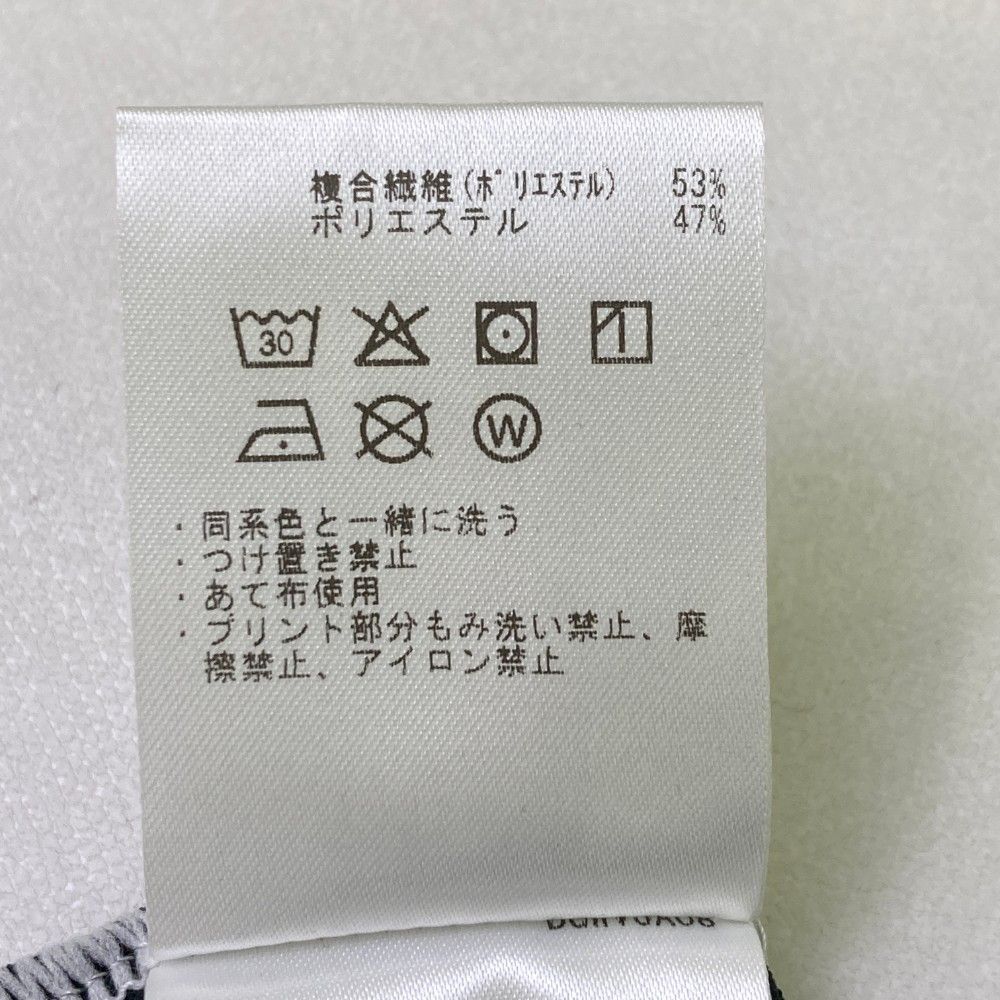 複合繊維(ポリエステル) 53%
ポリエステル 47%
30
W
・同系色と一緒に洗う
・つけ置き禁止
・あて布使用
・プリント部分もみ洗い禁止、摩
擦禁止、アイロン禁止